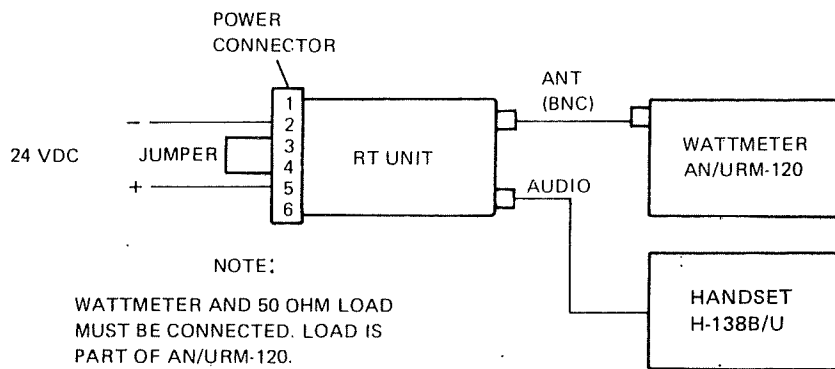 POWER
CONNECTOR
24 VDC
-
+
JUMPER
1
2
3
4
5
6
RT UNIT
ANT
(BNC)
AUDIO
WATTMETER
AN/URM-120
HANDSET
H-138B/U
NOTE:
WATTMETER AND 50 OHM LOAD
MUST BE CONNECTED. LOAD IS
PART OF AN/URM-120.